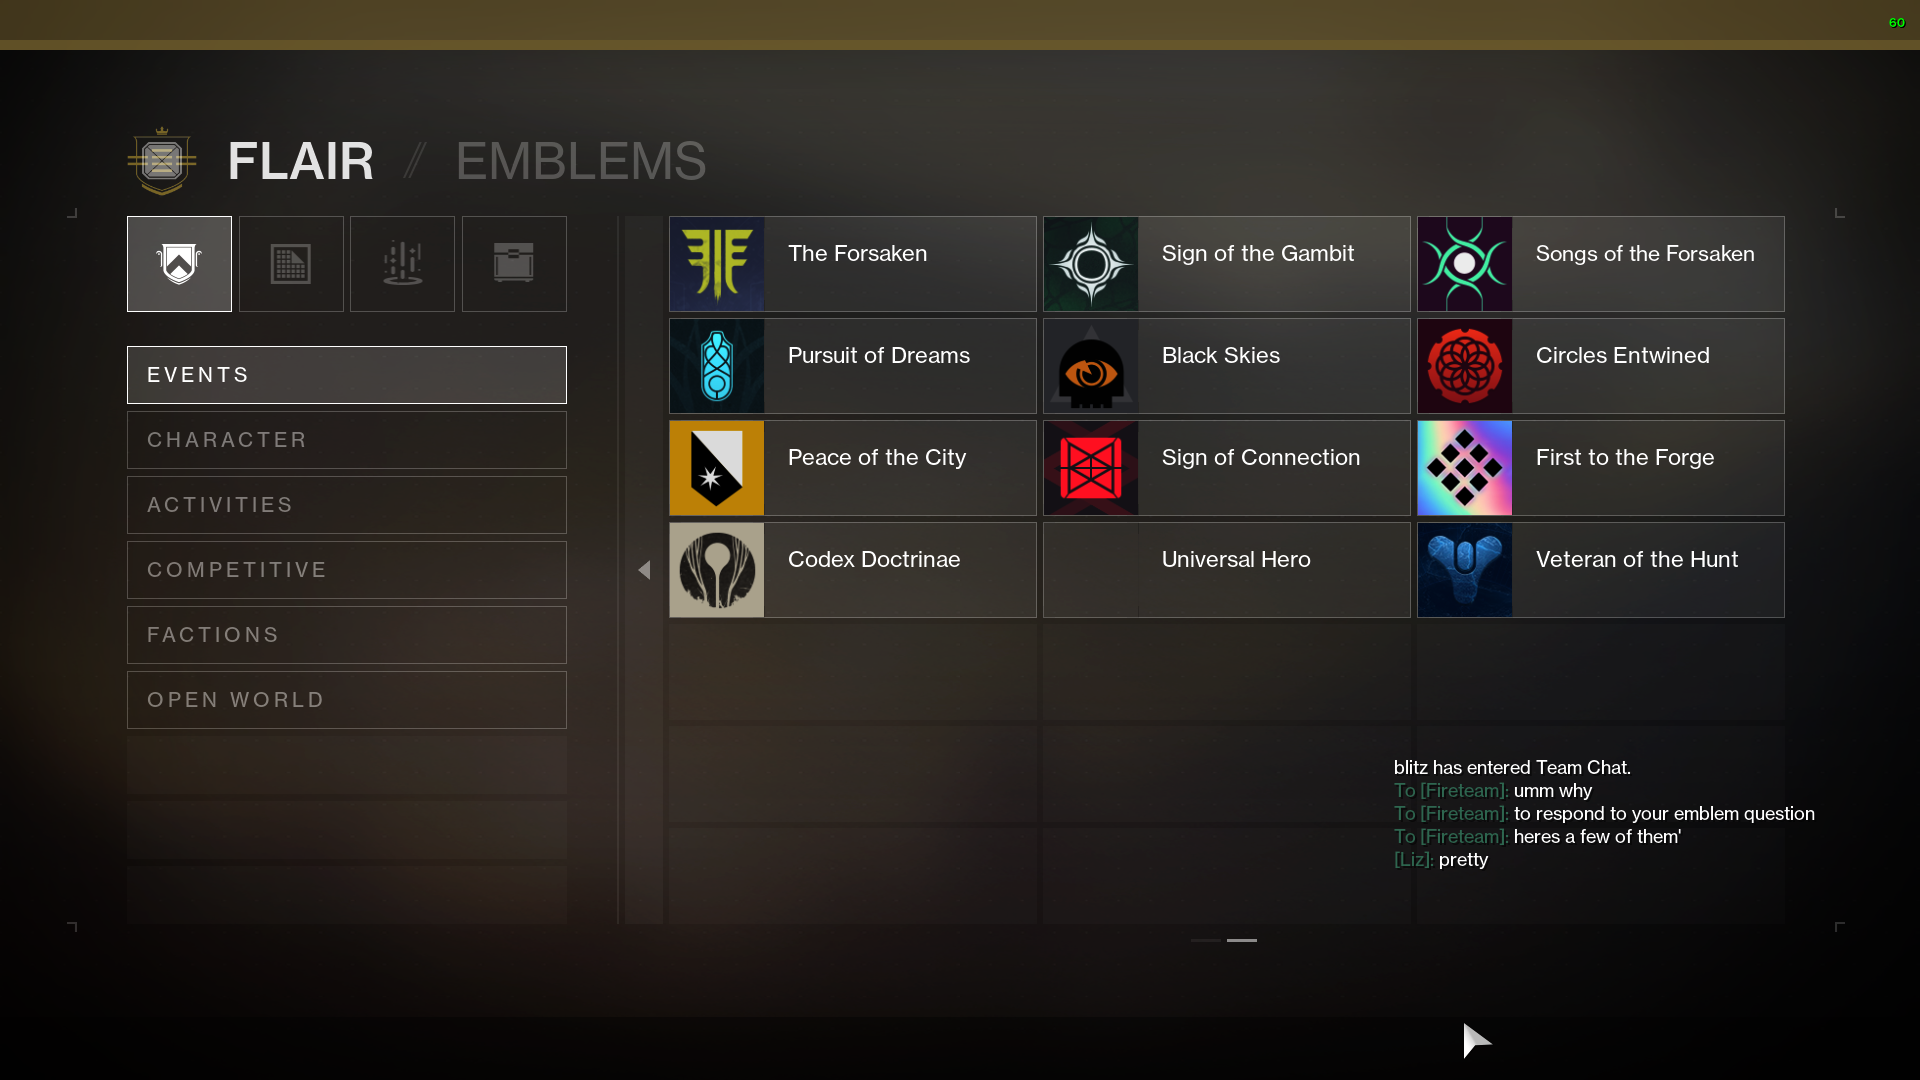 60
FLAIR // EMBLEMS
EVENTS
CHARACTER
ACTIVITIES
COMPETITIVE
FACTIONS
OPEN WORLD
The Forsaken
Sign of the Gambit
Songs of the Forsaken
Pursuit of Dreams
Black Skies
Circles Entwined
Peace of the City
Sign of Connection
First to the Forge
Codex Doctrinae
Universal Hero
Veteran of the Hunt
blitz has entered Team Chat.
To [Fireteam]: umm why
To [Fireteam]: to respond to your emblem question
To [Fireteam]: heres a few of them'
[Liz]: pretty